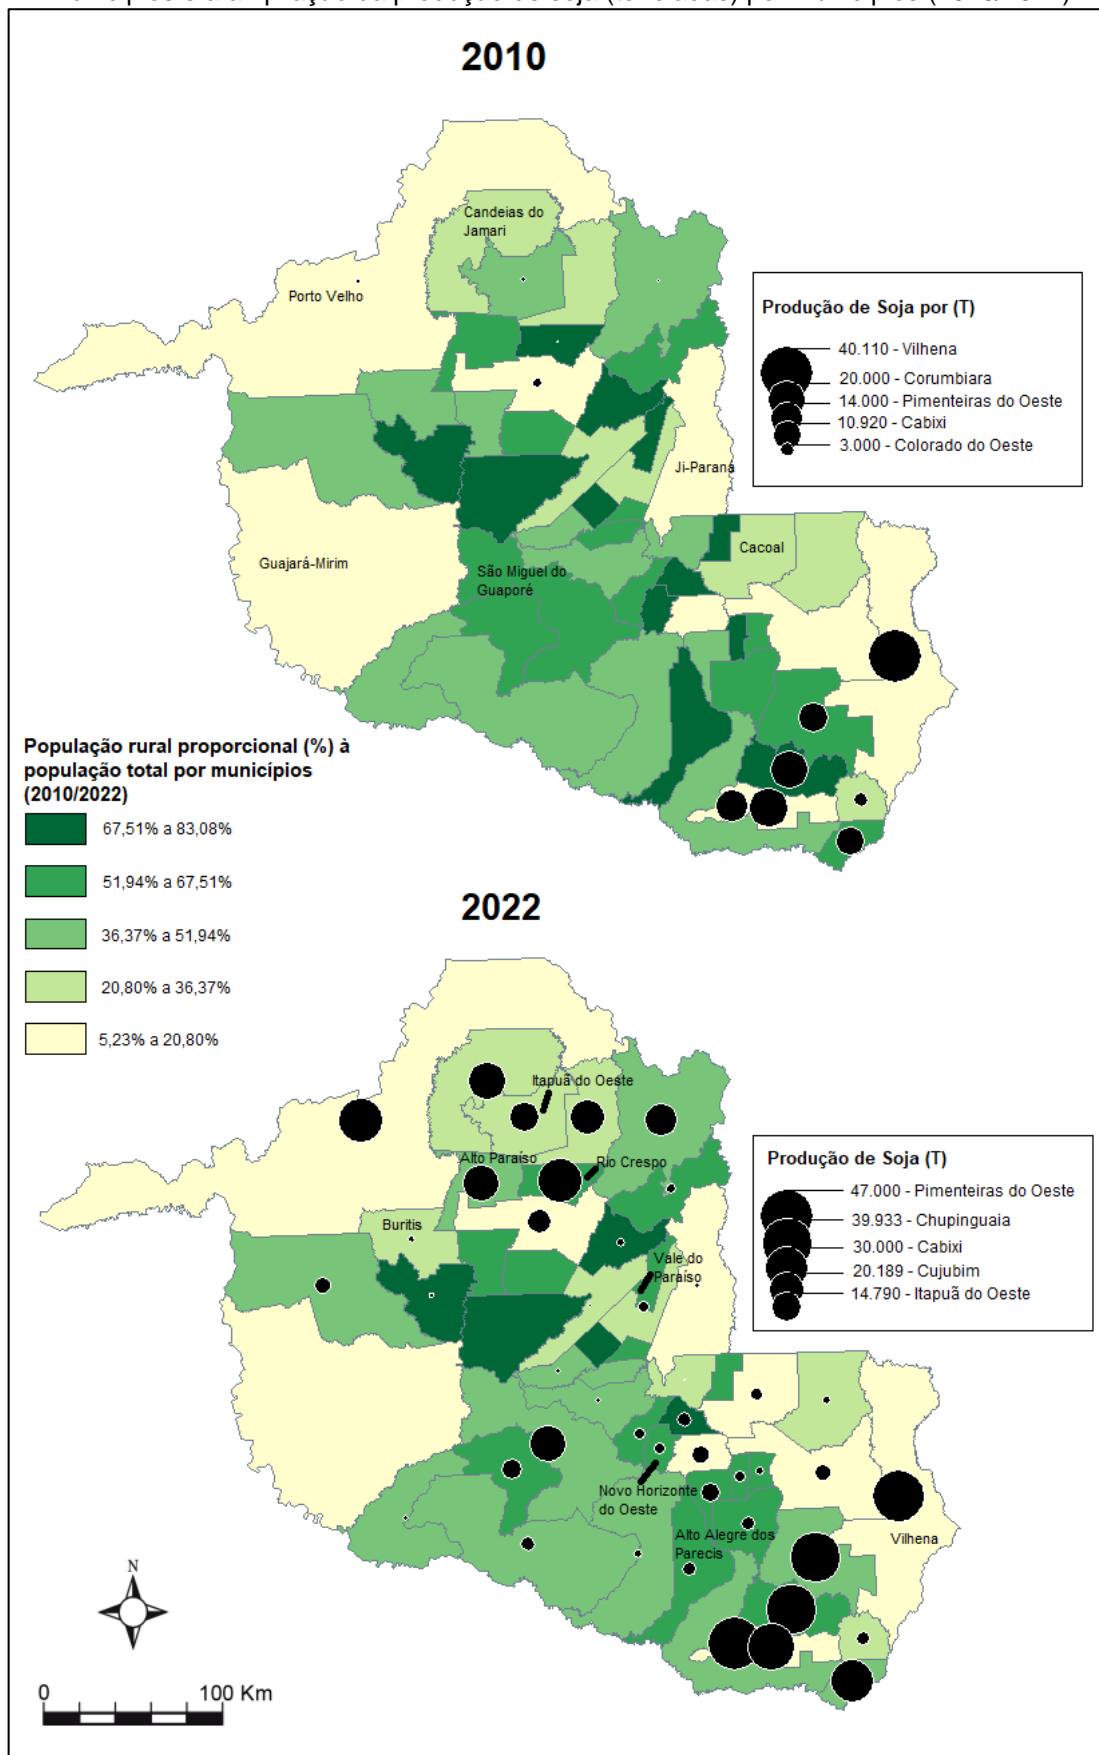 2010
Candeias do
Jamari
Porto Velho
Ji-Paraná
Cacoal
Guajará-Mirim
São Miguel do
Guaporé
Produção de Soja por (T)
40.110 - Vilhena
20.000 - Corumbiara
14.000 - Pimenteiras do Oeste
10.920 - Cabixi
3.000 - Colorado do Oeste
População rural proporcional (%) à
população total por municípios
(2010/2022)
67,51% a 83,08%
51,94% a 67,51%
36,37% a 51,94%
20,80% a 36,37%
5,23% a 20,80%
2022
Itapuã do Oeste
Alto Paraíso
Rio Crespo
Buritis
Vale do
Paraíso
Novo Horizonte
do Oeste
Alto Alegre dos
Parecis
Vilhena
Produção de Soja (T)
47.000 - Pimenteiras do Oeste
39.933 - Chupinguaia
30.000 - Cabixi
20.189 - Cujubim
14.790 - Itapuã do Oeste
N
0 100 Km